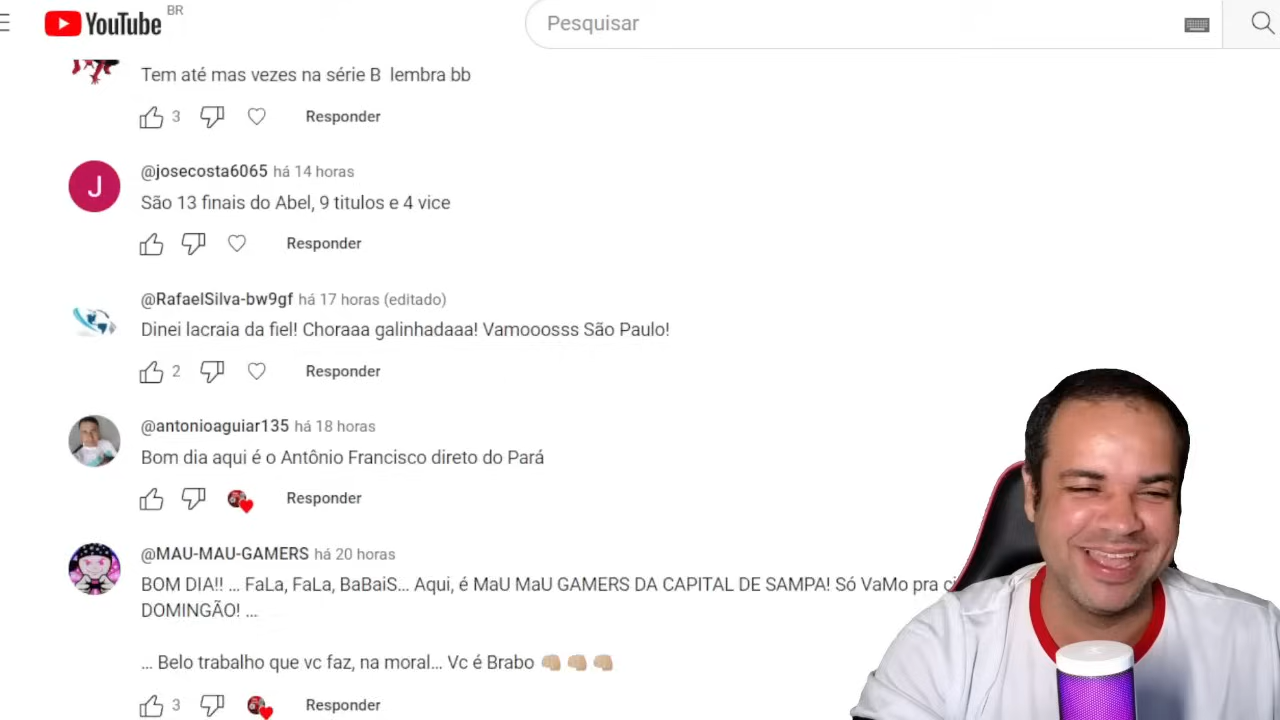 YouTube BR
Pesquisar
Tem até mas vezes na série B lembra bb
3 Responder
@josecosta6065 há 14 horas
J
São 13 finais do Abel, 9 titulos e 4 vice
Responder
@RafaelSilva-bw9gf há 17 horas (editado)
Dinei lacraia da fiel! Choraaa galinhadaaa! Vamooosss São Paulo!
2 Responder
@antonioaguiar135 há 18 horas
Bom dia aqui é o Antônio Francisco direto do Pará
Responder
@MAU-MAU-GAMERS há 20 horas
BOM DIA!! ... FaLa, FaLa, BaBaiS... Aqui, é MaU MaU GAMERS DA CAPITAL DE SAMPA! Só VaMo pra
DOMINGÃO! ...
... Belo trabalho que vc faz, na moral... Vc é Brabo 👊🏼👊🏼👊🏼
3 Responder